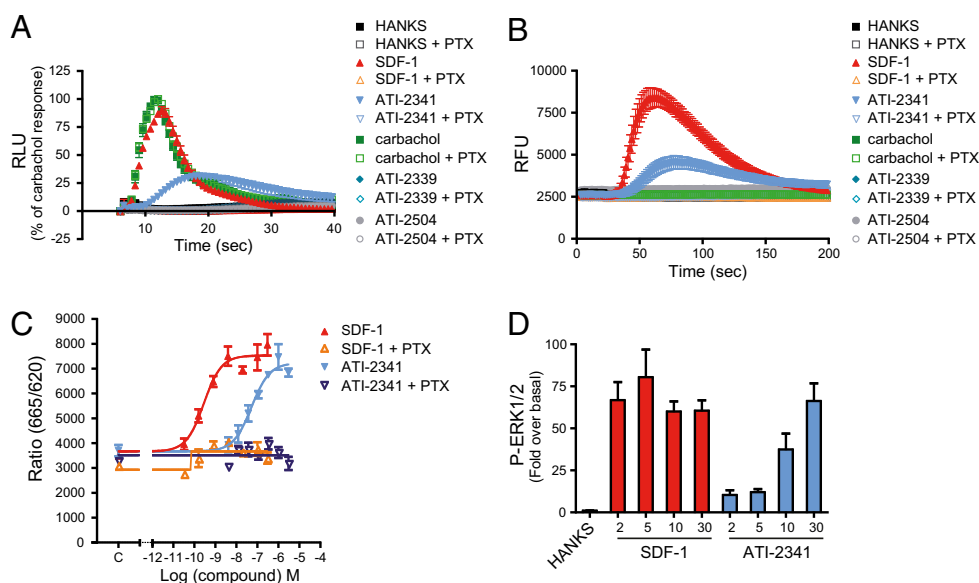 A
HANKS
HANKS + PTX
SDF-1
SDF-1 + PTX
ATI-2341
ATI-2341 + PTX
carbachol
carbachol + PTX
ATI-2339
ATI-2339 + PTX
ATI-2504
ATI-2504 + PTX
RLU
(% of carbachol response)
125
100
75
50
25
0
-25
10
20
30
40
Time (sec)
B
HANKS
HANKS + PTX
SDF-1
SDF-1 + PTX
ATI-2341
ATI-2341 + PTX
carbachol
carbachol + PTX
ATI-2339
ATI-2339 + PTX
ATI-2504
ATI-2504 + PTX
RFU
10000
7500
5000
2500
0
0
50
100
150
200
Time (sec)
C
SDF-1
SDF-1 + PTX
ATI-2341
ATI-2341 + PTX
Ratio (665/620)
9000
8000
7000
6000
5000
4000
3000
2000
1000
0
C
-12
-11
-10
-9
-8
-7
-6
-5
-4
Log (compound) M
D
P-ERK1/2
(Fold over basal)
100
75
50
25
0
HANKS
2
5
10
30
2
5
10
30
SDF-1
ATI-2341